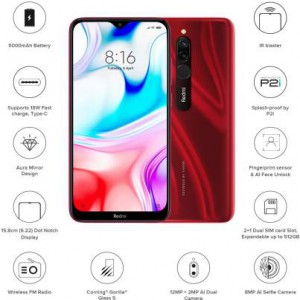 5000mAh Battery
IR blaster
Supports 18W Fast
charge, Type-C
P2i
Splash-proof by
P2I
8:16
Redmi
Redmi
Aura Mirror
Design
Fingerprint sensor
& AI Face Unlock
15.8cm (6.22) Dot Notch
Display
2+1 Dual SIM card Slot,
Expandable up to 512GB
Wireless FM Radio
Corning® Gorilla®
Glass 5
12MP + 2MP AI Dual
Camera
8MP AI Selfie Camera